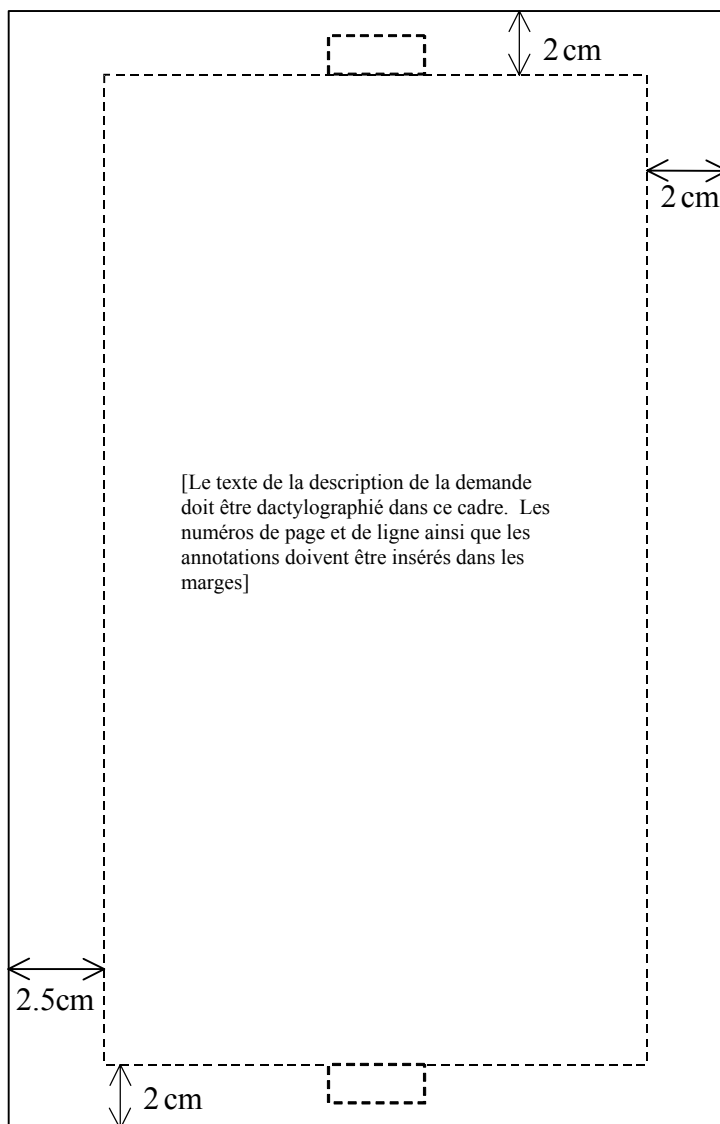 2 cm
2 cm
[Le texte de la description de la demande
doit être dactylographié dans ce cadre.  Les
numéros de page et de ligne ainsi que les
annotations doivent être insérés dans les
marges]
2.5cm
2 cm